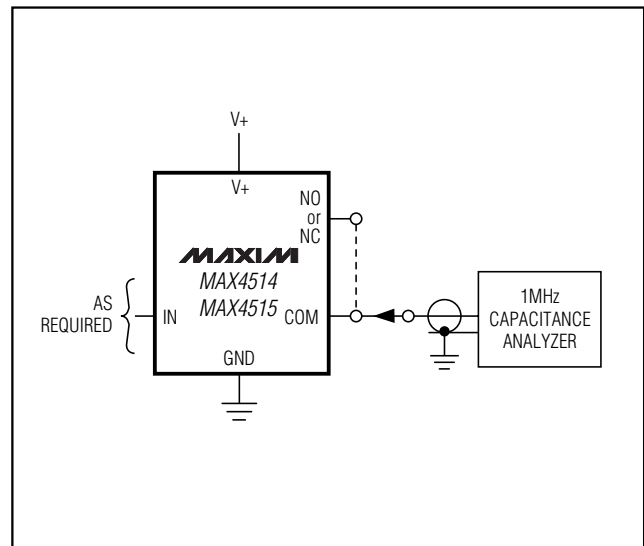 V+
V+
NO
or
NC
MAXIM
MAX4514
MAX4515
AS
REQUIRED
IN
COM
GND
1MHz
CAPACITANCE
ANALYZER